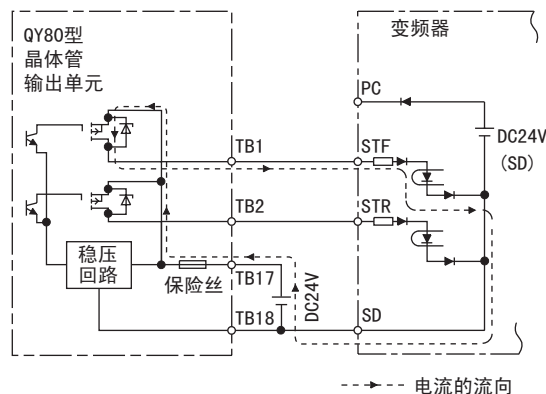 QY80型
晶体管
输出单元
变频器
PC
DC24V
(SD)
TB1
STF
TB2
STR
稳压
回路
保险丝
TB17
DC24V
TB18
SD
电流的流向